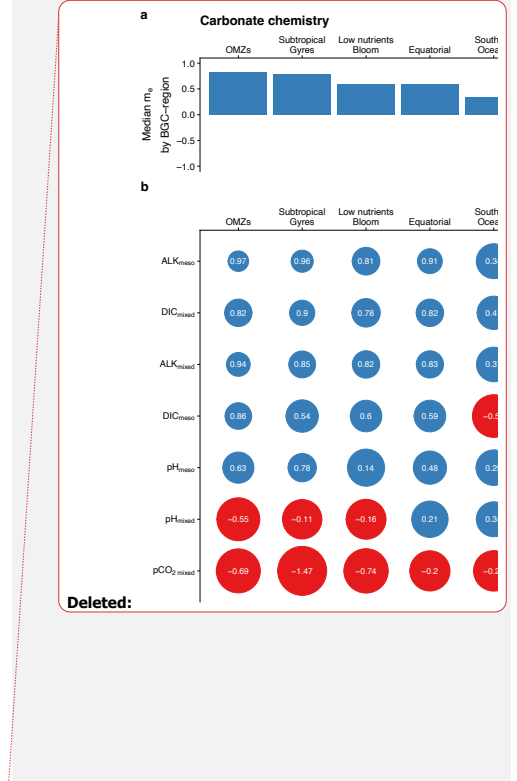 a
Carbonate chemistry
OMZs Subtropical Gyres Low nutrients Bloom Equatorial
Median mₑ by BGC−region
1.0
0.5
0.0
−0.5
−1.0
b
OMZs Subtropical Gyres Low nutrients Bloom Equatorial
ALKmeso 0.97 0.96 0.81 0.91
DICmixed 0.82 0.9 0.78 0.82
ALKmixed 0.94 0.85 0.82 0.83
DICmeso 0.86 0.54 0.6 0.59
pHmeso 0.63 0.78 0.14 0.48
pHmixed −0.55 −0.11 −0.16 0.21
pCO₂ mixed −0.69 −1.47 −0.74 −0.2
Deleted: